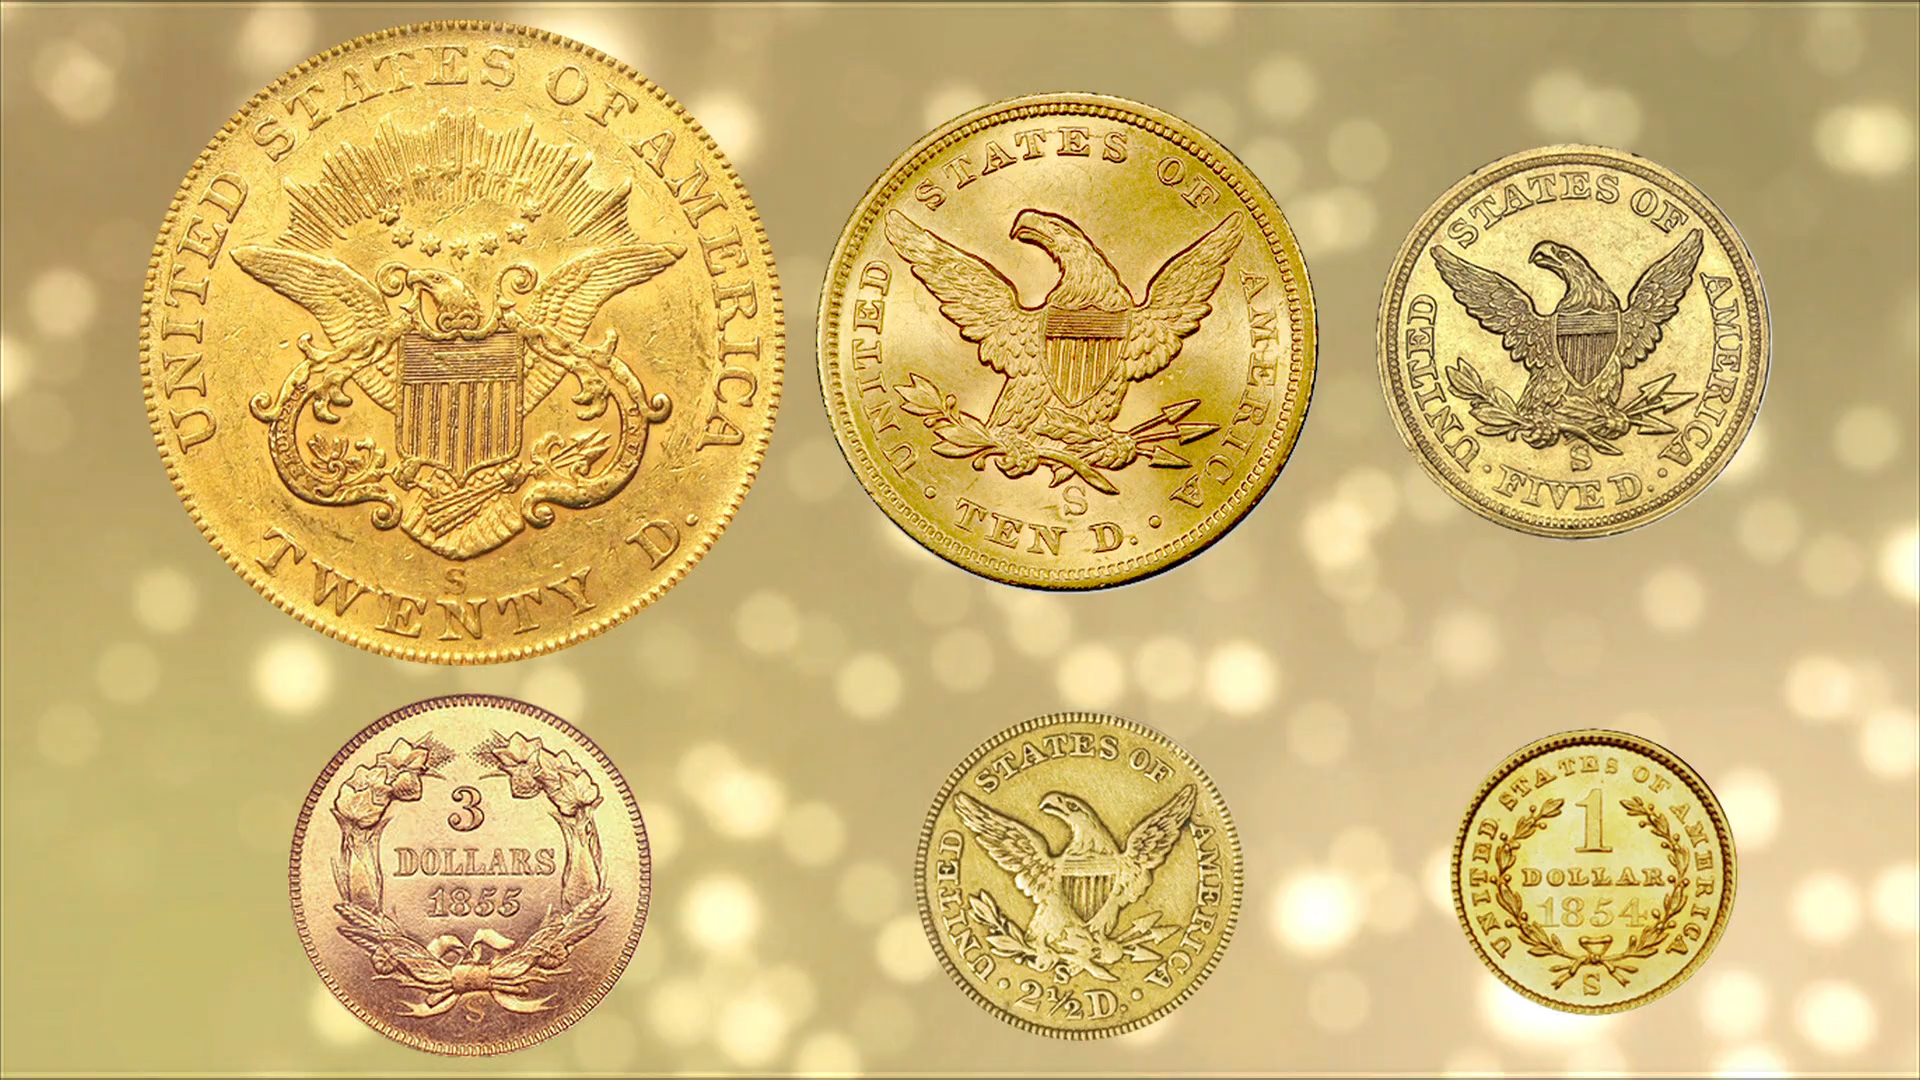 UNITED STATES OF AMERICA
S
TWENTY D.
UNITED STATES OF AMERICA
S
TEN D.
UNITED STATES OF AMERICA
S
FIVE D.
3
DOLLARS
1855
S
UNITED STATES OF AMERICA
S
2½ D.
UNITED STATES OF AMERICA
1
DOLLAR
1854
S